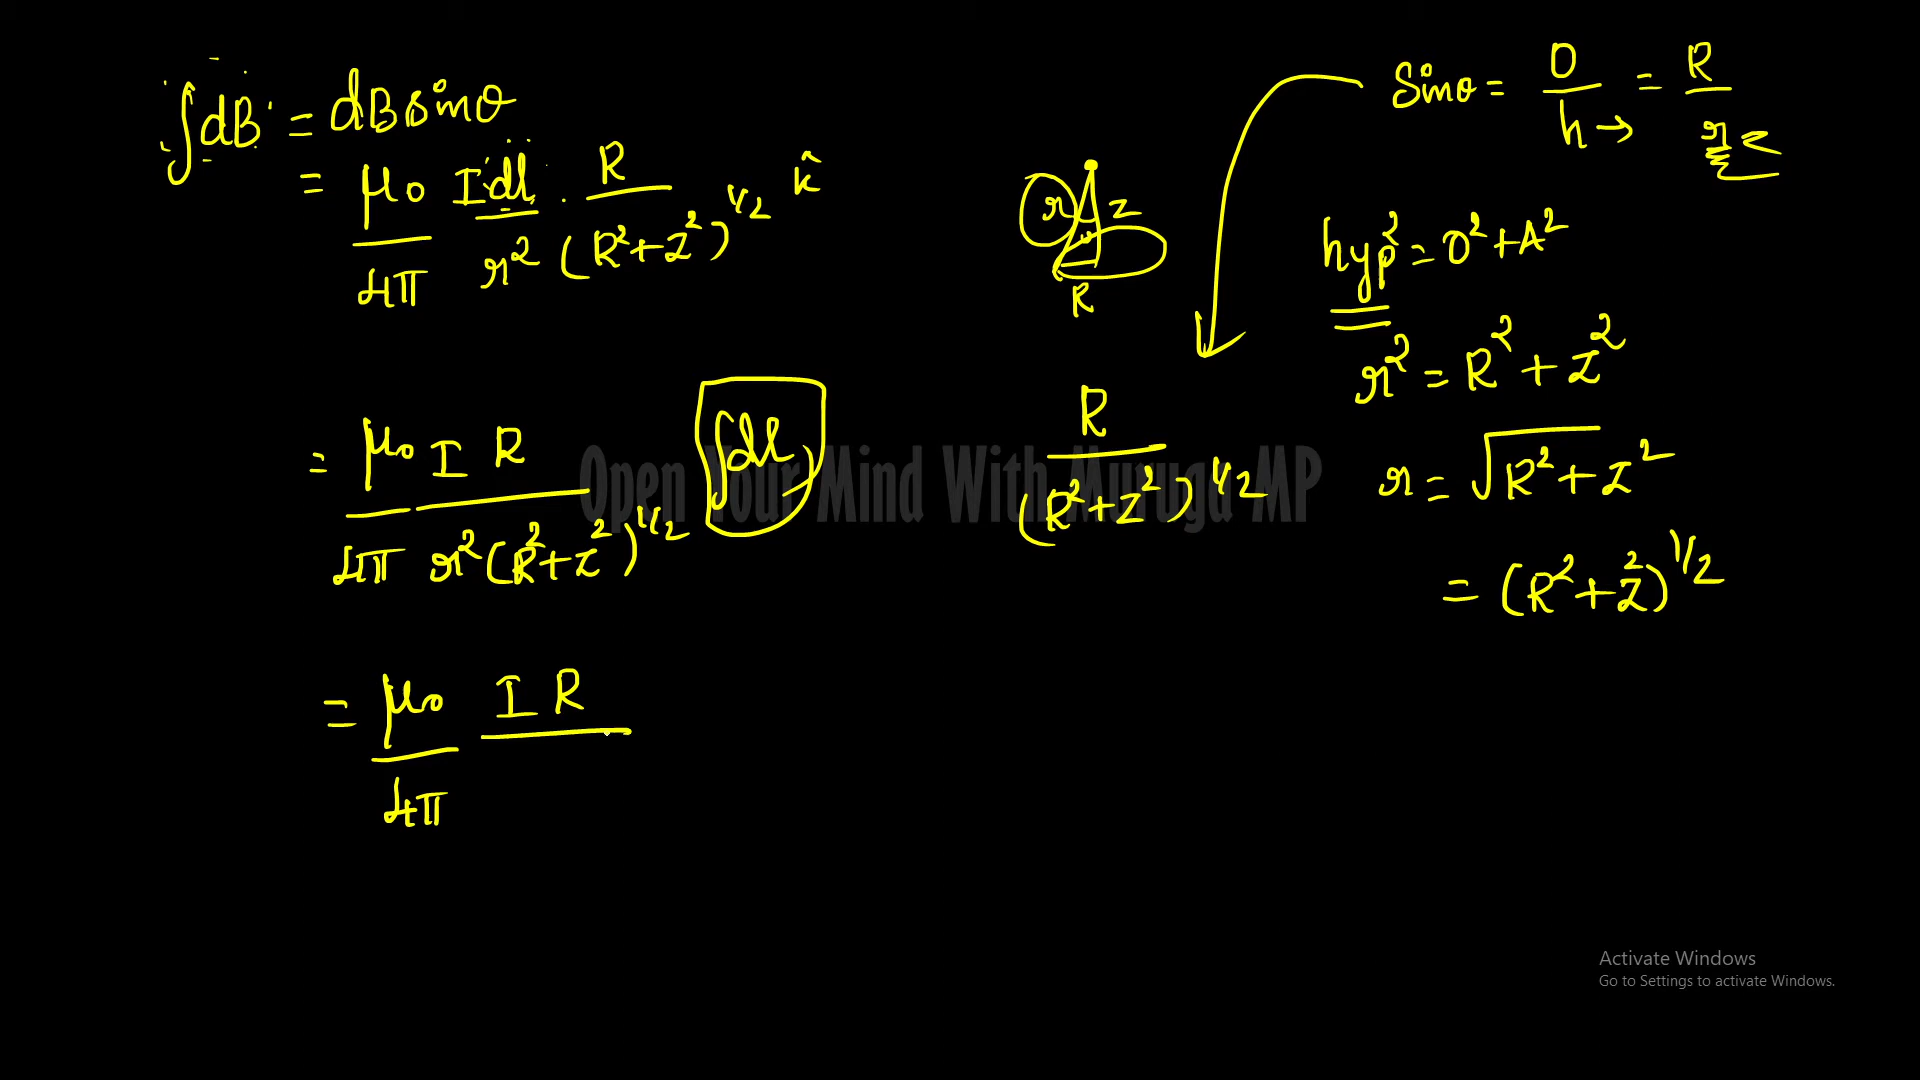 ∫dB = dB sinθ
= μ₀/4π Idl/r² · R/(R²+Z²)^1/2 k̂
= μ₀/4π I R/r²(R²+Z²)^1/2 ∫dl
= μ₀/4π I R
r Z
R
R/(R²+Z²)^1/2
Sinθ = O/h → = R/r
hyp² = O²+A²
r² = R²+Z²
r = √R²+Z²
= (R²+Z²)^1/2
Open Your Mind With Muruga MP
Activate Windows
Go to Settings to activate Windows.